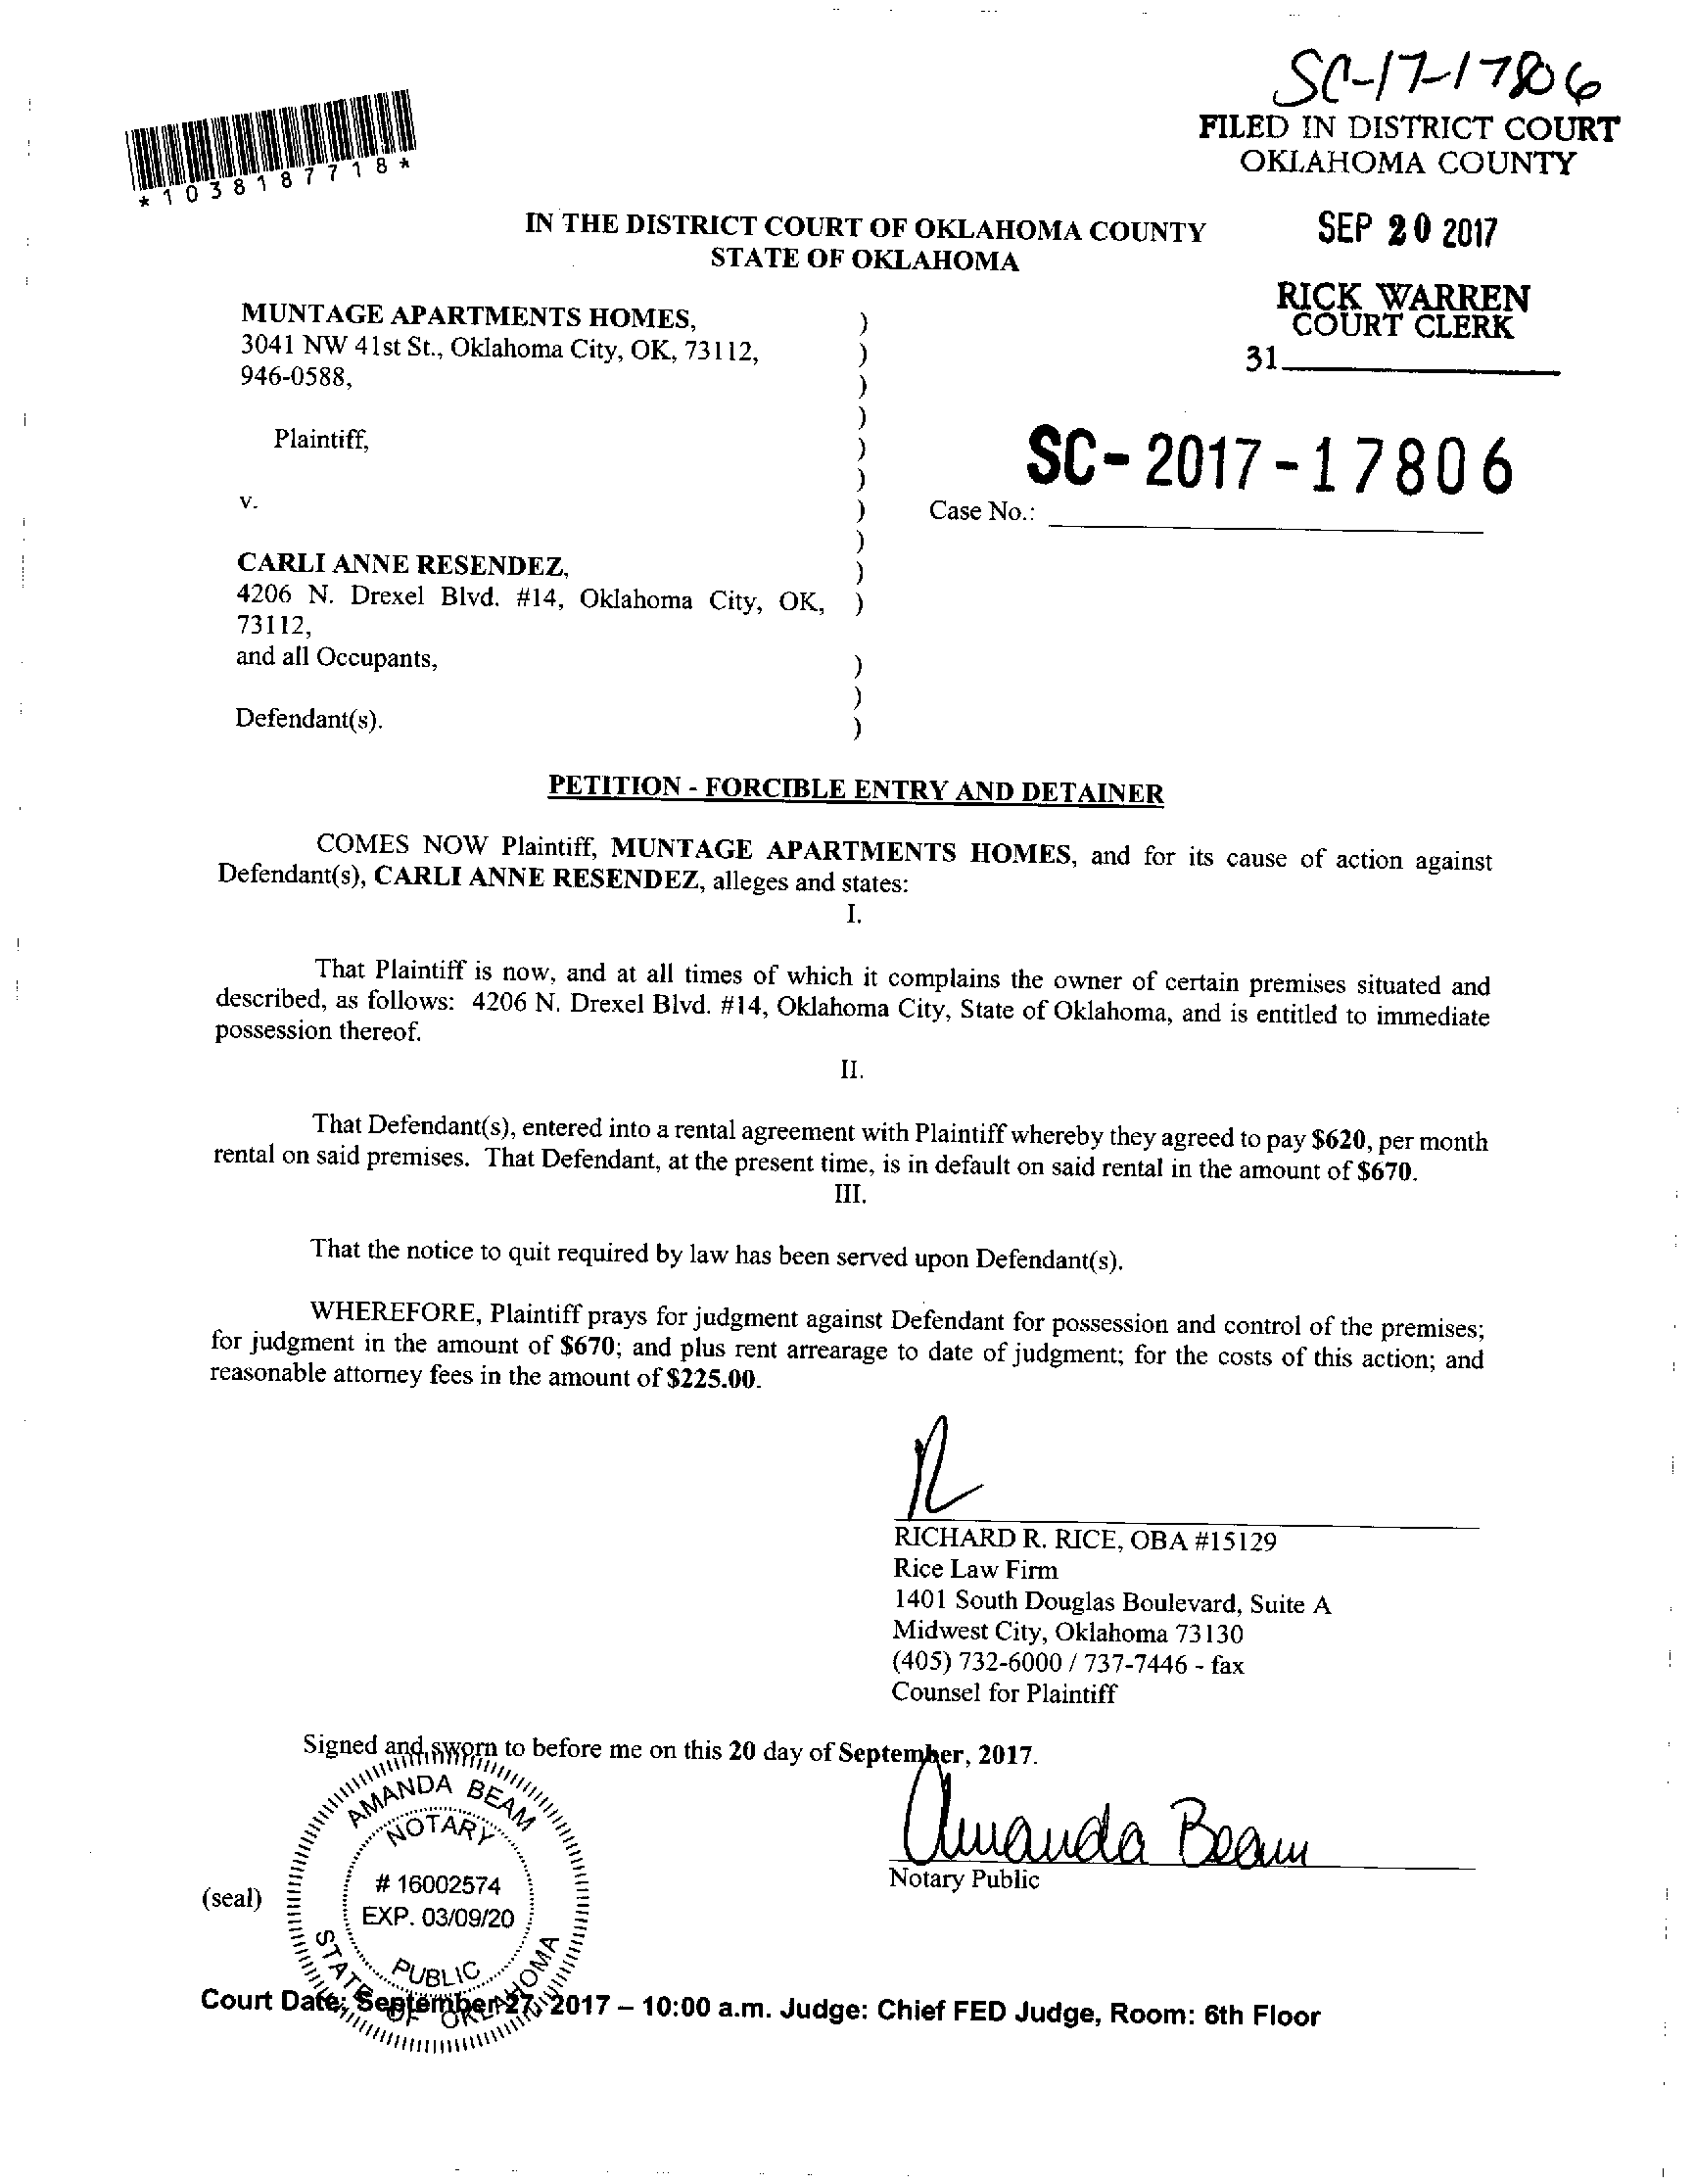 SC-17-17806
FILED IN DISTRICT COURT
OKLAHOMA COUNTY
*1038187718*
IN THE DISTRICT COURT OF OKLAHOMA COUNTY
STATE OF OKLAHOMA
SEP 20 2017
RICK WARREN
COURT CLERK
31
MUNTAGE APARTMENTS HOMES, )
3041 NW 41st St., Oklahoma City, OK, 73112, )
946-0588, )
)
Plaintiff, )
)
SC-2017-17806
v. ) Case No.:
)
CARLI ANNE RESENDEZ, )
4206 N. Drexel Blvd. #14, Oklahoma City, OK, )
73112,
and all Occupants, )
)
Defendant(s). )
PETITION - FORCIBLE ENTRY AND DETAINER
COMES NOW Plaintiff, MUNTAGE APARTMENTS HOMES, and for its cause of action against
Defendant(s), CARLI ANNE RESENDEZ, alleges and states:
I.
That Plaintiff is now, and at all times of which it complains the owner of certain premises situated and
described, as follows: 4206 N. Drexel Blvd. #14, Oklahoma City, State of Oklahoma, and is entitled to immediate
possession thereof.
II.
That Defendant(s), entered into a rental agreement with Plaintiff whereby they agreed to pay $620, per month
rental on said premises. That Defendant, at the present time, is in default on said rental in the amount of $670.
III.
That the notice to quit required by law has been served upon Defendant(s).
WHEREFORE, Plaintiff prays for judgment against Defendant for possession and control of the premises;
for judgment in the amount of $670; and plus rent arrearage to date of judgment; for the costs of this action; and
reasonable attorney fees in the amount of $225.00.
RICHARD R. RICE, OBA #15129
Rice Law Firm
1401 South Douglas Boulevard, Suite A
Midwest City, Oklahoma 73130
(405) 732-6000 / 737-7446 - fax
Counsel for Plaintiff
Signed and sworn to before me on this 20 day of September, 2017.
AMANDA BEAM
NOTARY
# 16002574
EXP. 03/09/20
PUBLIC
STATE OF OKLAHOMA
(seal)
Amanda Beam
Notary Public
Court Date: September 27, 2017 – 10:00 a.m. Judge: Chief FED Judge, Room: 6th Floor